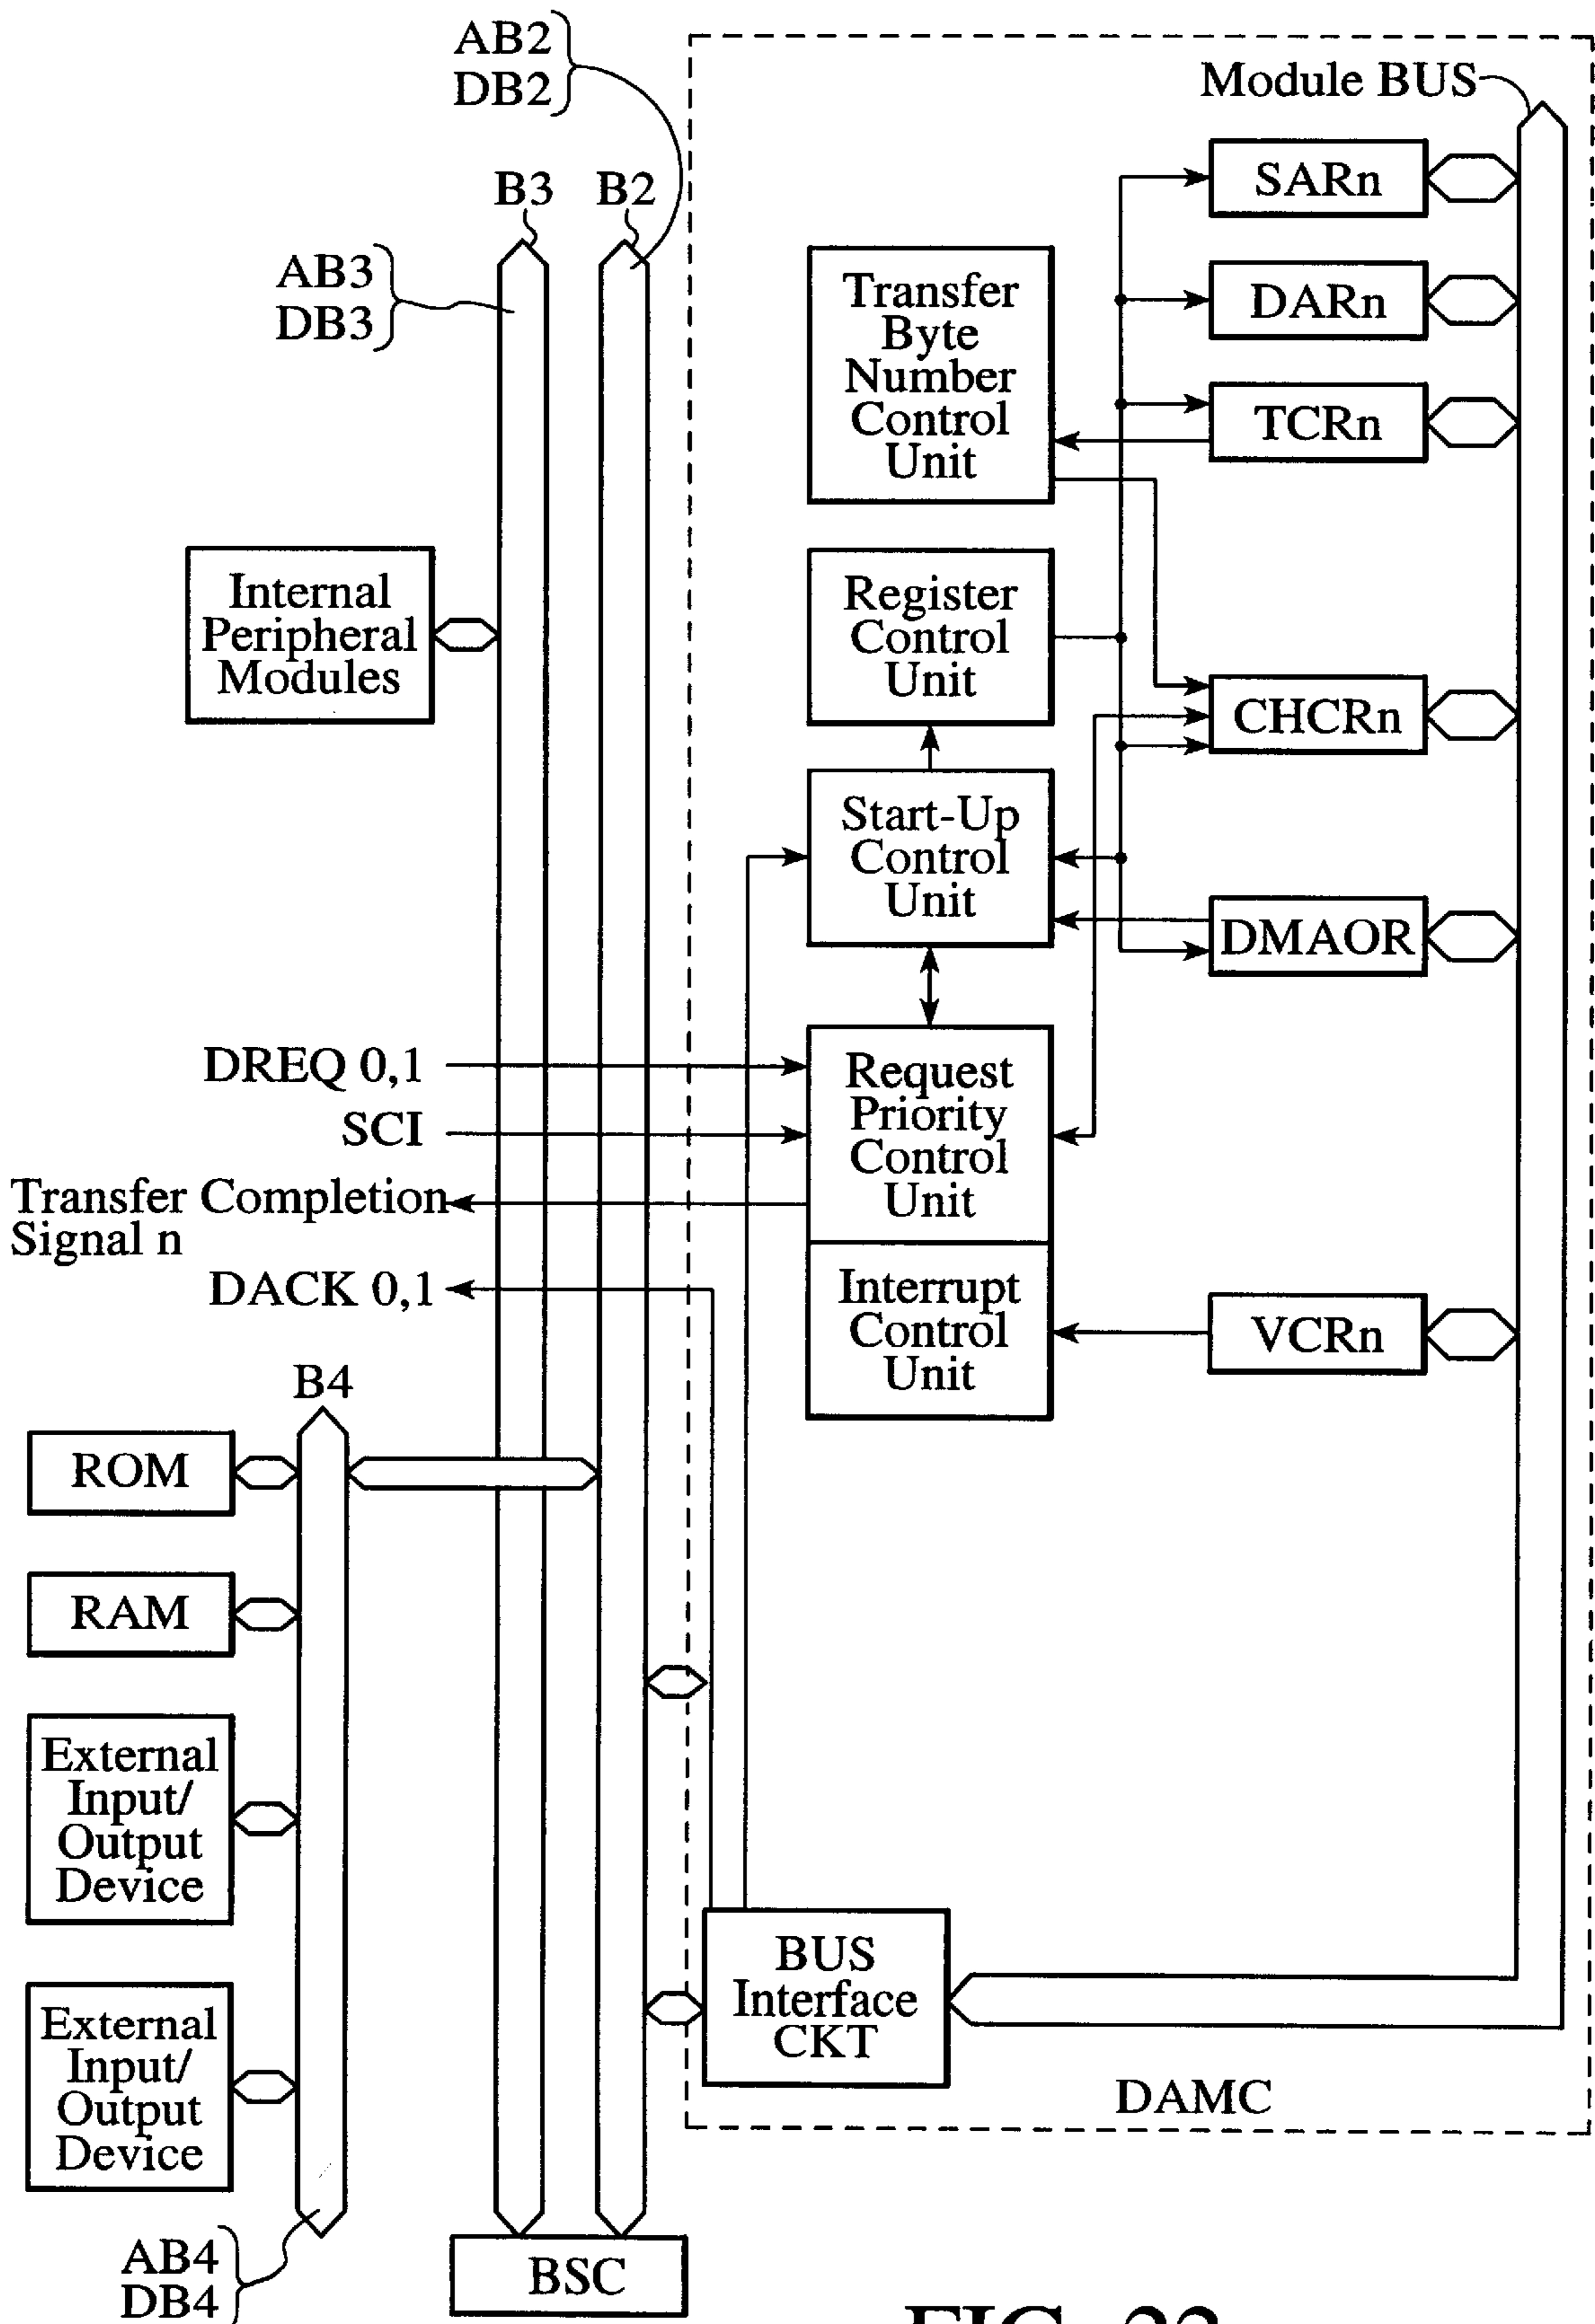 AB2
DB2
Module BUS
SARn
B3
B2
AB3
DB3
Transfer
Byte
Number
Control
Unit
DARn
TCRn
Internal
Peripheral
Modules
Register
Control
Unit
CHCRn
Start-Up
Control
Unit
DMAOR
DREQ 0,1
SCI
Transfer Completion
Signal n
DACK 0,1
Request
Priority
Control
Unit
Interrupt
Control
Unit
VCRn
B4
ROM
RAM
External
Input/
Output
Device
External
Input/
Output
Device
BUS
Interface
CKT
DAMC
AB4
DB4
BSC